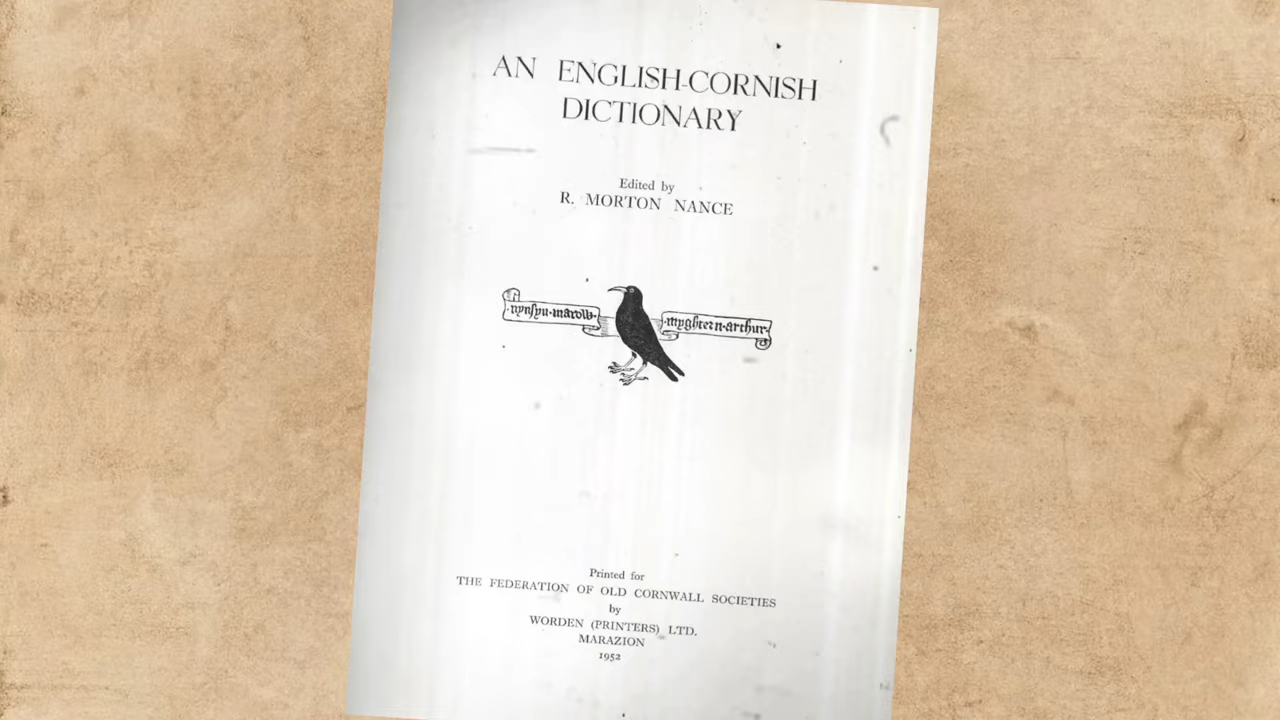 AN ENGLISH-CORNISH
DICTIONARY
Edited by
R. MORTON NANCE
·nynsyu·marow·
·myghtern·arthur·
Printed for
THE FEDERATION OF OLD CORNWALL SOCIETIES
by
WORDEN (PRINTERS) LTD.
MARAZION
1952